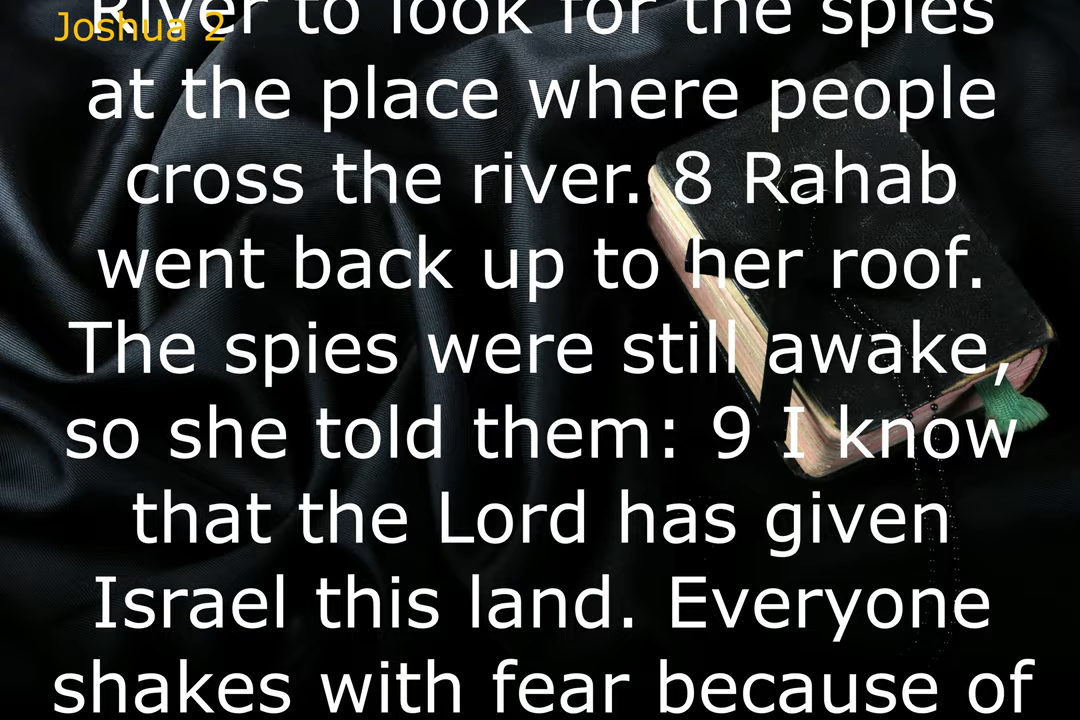 River to look for the spies
Joshua 2
at the place where people
cross the river. 8 Rahab
went back up to her roof.
The spies were still awake,
so she told them: 9 I know
that the Lord has given
Israel this land. Everyone
shakes with fear because of